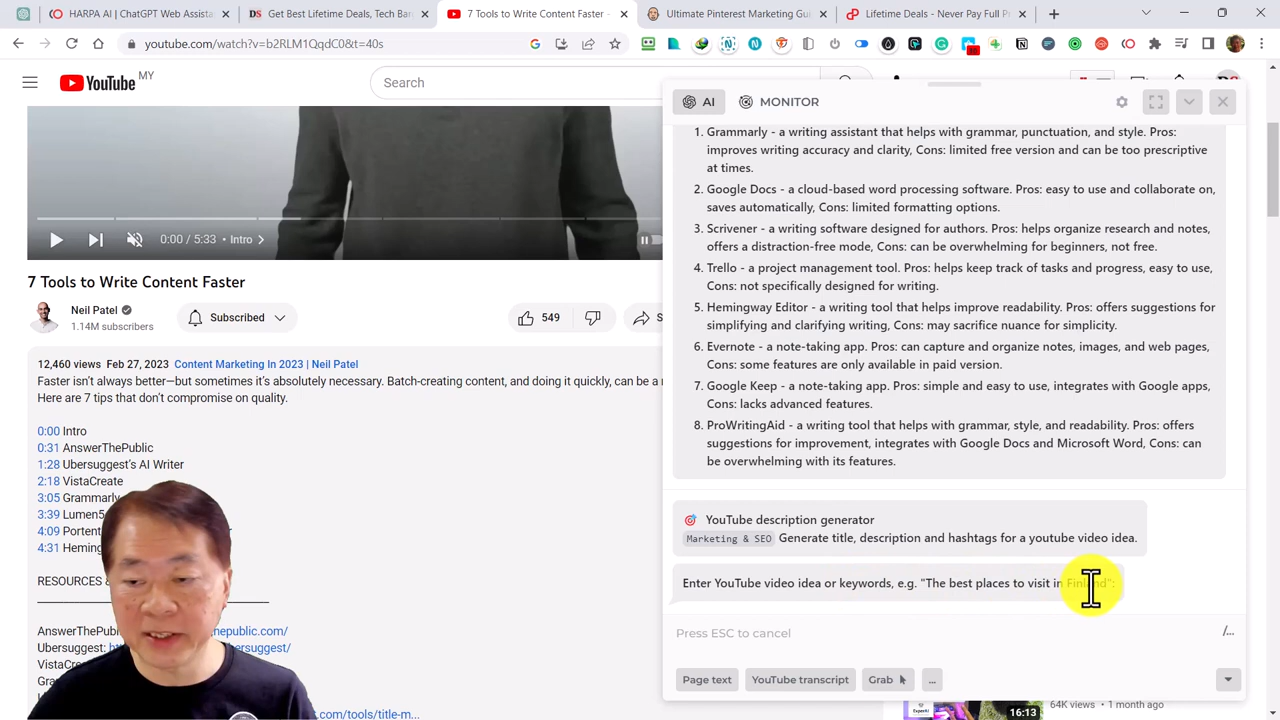 HARPA AI | ChatGPT Web Assista
Get Best Lifetime Deals, Tech Bar
7 Tools to Write Content Faster -
Ultimate Pinterest Marketing Gui
Lifetime Deals - Never Pay Full P
youtube.com/watch?v=b2RLM1QqdC0&t=40s
YouTube MY
Search
0:00 / 5:33 • Intro
7 Tools to Write Content Faster
Neil Patel
1.14M subscribers
Subscribed
549
12,460 views Feb 27, 2023 Content Marketing In 2023 | Neil Patel
Faster isn't always better—but sometimes it's absolutely necessary. Batch-creating content, and doing it quickly, can be a
Here are 7 tips that don't compromise on quality.
0:00 Intro
0:31 AnswerThePublic
1:28 Ubersuggest's AI Writer
2:18 VistaCreate
3:05 Grammarly
3:39 Lumen5
4:09 Portent
4:31 Hemin
RESOURCES
AnswerThePubl
nepublic.com/
Ubersuggest:
bersuggest/
VistaCre
.com/tools/title-m...
AI
MONITOR
1. Grammarly - a writing assistant that helps with grammar, punctuation, and style. Pros:
improves writing accuracy and clarity, Cons: limited free version and can be too prescriptive
at times.
2. Google Docs - a cloud-based word processing software. Pros: easy to use and collaborate on,
saves automatically, Cons: limited formatting options.
3. Scrivener - a writing software designed for authors. Pros: helps organize research and notes,
offers a distraction-free mode, Cons: can be overwhelming for beginners, not free.
4. Trello - a project management tool. Pros: helps keep track of tasks and progress, easy to use,
Cons: not specifically designed for writing.
5. Hemingway Editor - a writing tool that helps improve readability. Pros: offers suggestions for
simplifying and clarifying writing, Cons: may sacrifice nuance for simplicity.
6. Evernote - a note-taking app. Pros: can capture and organize notes, images, and web pages,
Cons: some features are only available in paid version.
7. Google Keep - a note-taking app. Pros: simple and easy to use, integrates with Google apps,
Cons: lacks advanced features.
8. ProWritingAid - a writing tool that helps with grammar, style, and readability. Pros: offers
suggestions for improvement, integrates with Google Docs and Microsoft Word, Cons: can
be overwhelming with its features.
YouTube description generator
Marketing & SEO Generate title, description and hashtags for a youtube video idea.
Enter YouTube video idea or keywords, e.g. "The best places to visit in Finland":
Press ESC to cancel
/...
Page text
YouTube transcript
Grab
...
64K views • 1 month ago
16:13